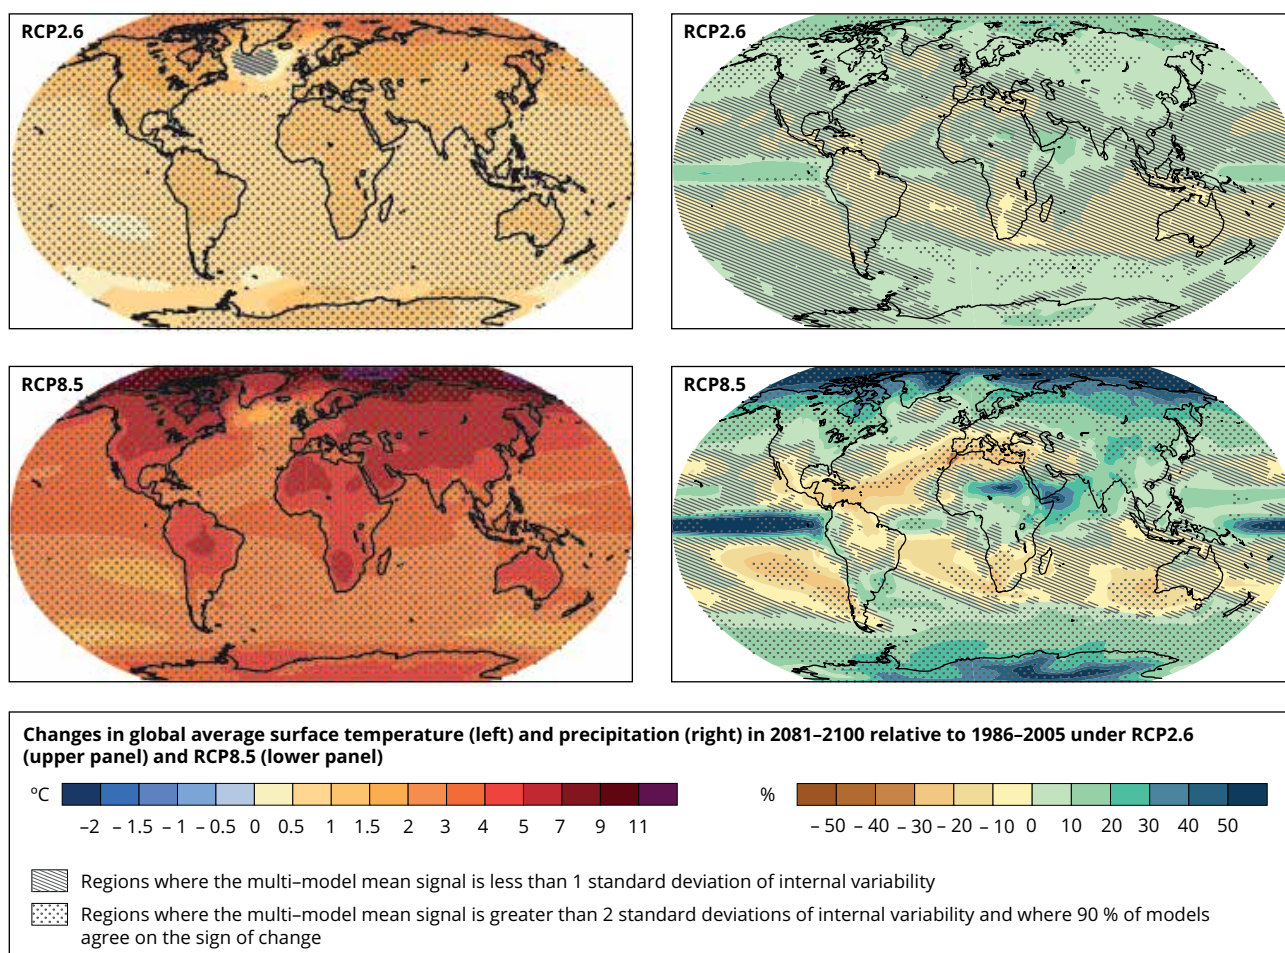 RCP2.6
RCP2.6
RCP8.5
RCP8.5
Changes in global average surface temperature (left) and precipitation (right) in 2081–2100 relative to 1986–2005 under RCP2.6
(upper panel) and RCP8.5 (lower panel)
ºC
–2 – 1.5 – 1 – 0.5 0 0.5 1 1.5 2 3 4 5 7 9 11
%
– 50 – 40 – 30 – 20 – 10 0 10 20 30 40 50
Regions where the multi–model mean signal is less than 1 standard deviation of internal variability
Regions where the multi–model mean signal is greater than 2 standard deviations of internal variability and where 90 % of models
agree on the sign of change